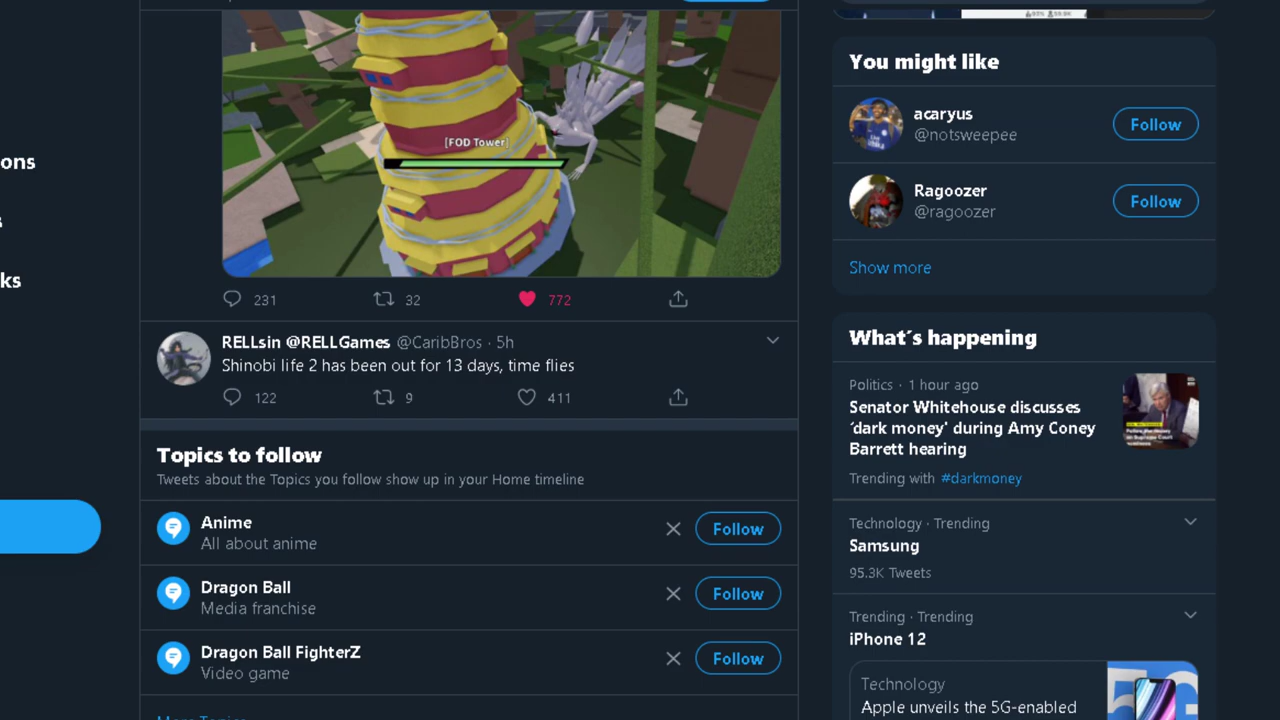 ons
ks
[FOD Tower]
231
32
772
RELLsin @RELLGames @CaribBros · 5h
Shinobi life 2 has been out for 13 days, time flies
122
9
411
Topics to follow
Tweets about the Topics you follow show up in your Home timeline
Anime
All about anime
Follow
Dragon Ball
Media franchise
Follow
Dragon Ball FighterZ
Video game
Follow
More Topics
You might like
acaryus
@notsweepee
Follow
Ragoozer
@ragoozer
Follow
Show more
What's happening
Politics · 1 hour ago
Senator Whitehouse discusses
'dark money' during Amy Coney
Barrett hearing
Trending with #darkmoney
Technology · Trending
Samsung
95.3K Tweets
Trending · Trending
iPhone 12
Technology
Apple unveils the 5G-enabled
5G